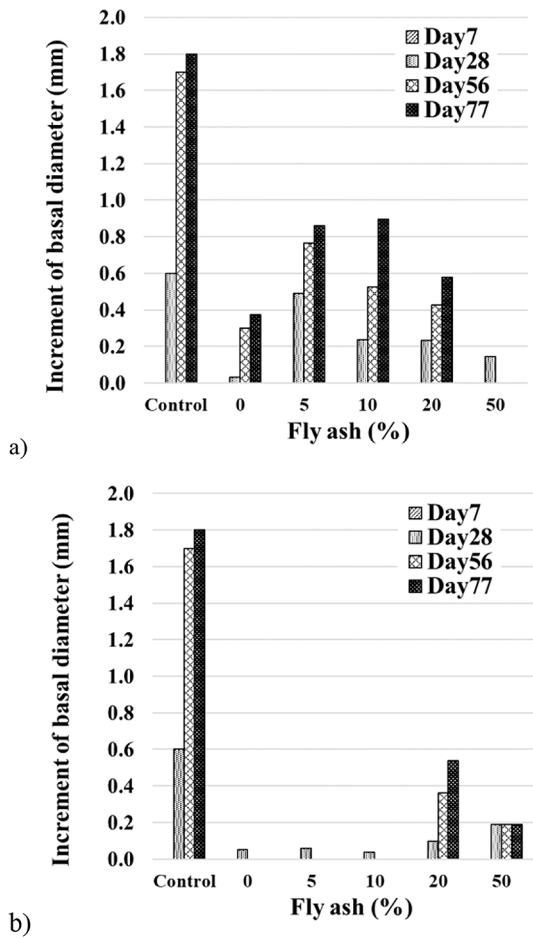 2.0
1.8
1.6
1.4
1.2
1.0
0.8
0.6
0.4
0.2
0.0
Increment of basal diameter (mm)
Day7
Day28
Day56
Day77
Control 0 5 10 20 50
Fly ash (%)
a)
2.0
1.8
1.6
1.4
1.2
1.0
0.8
0.6
0.4
0.2
0.0
Increment of basal diameter (mm)
Day7
Day28
Day56
Day77
Control 0 5 10 20 50
Fly ash (%)
b)